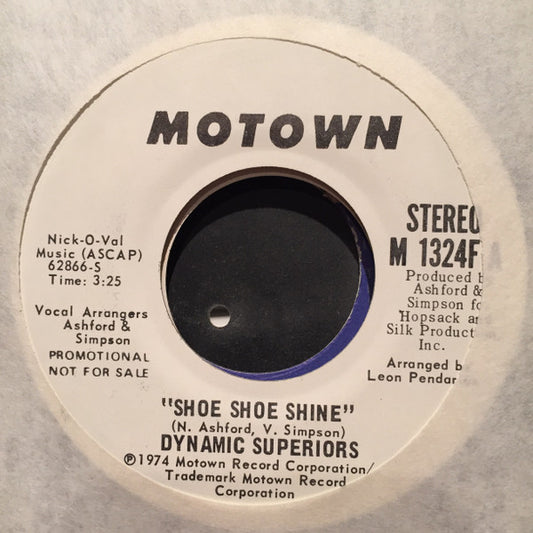 MOTOWN
Nick-O-Val
Music (ASCAP)
62866-S
Time: 3:25
Vocal Arrangers
Ashford &
Simpson
PROMOTIONAL
NOT FOR SALE
STEREO
M 1324F
Produced b
Ashford &
Simpson fo
Hopsack an
Silk Product
Inc.
Arranged b
Leon Pendar
"SHOE SHOE SHINE"
(N. Ashford, V. Simpson)
DYNAMIC SUPERIORS
℗1974 Motown Record Corporation/
Trademark Motown Record
Corporation